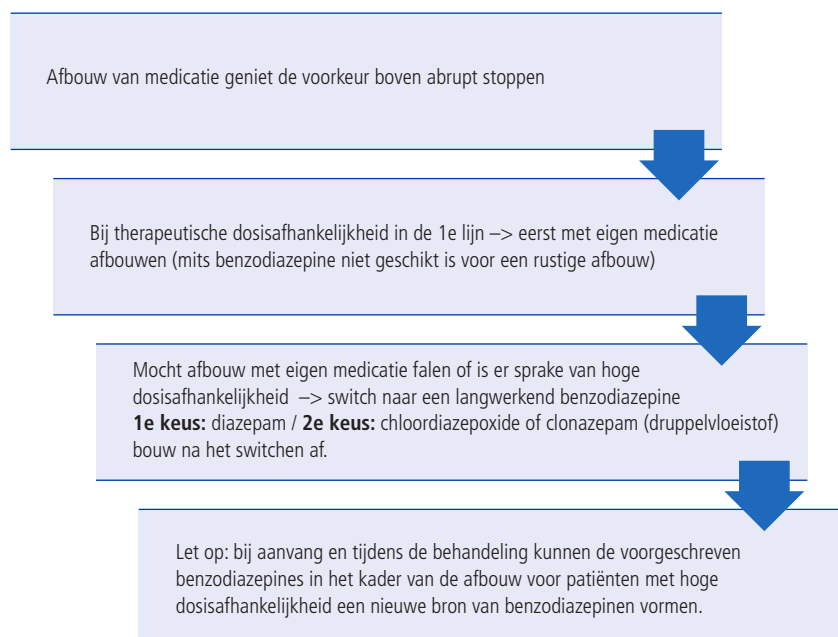 Afbouw van medicatie geniet de voorkeur boven abrupt stoppen
Bij therapeutische dosisafhankelijkheid in de 1e lijn –> eerst met eigen medicatie
afbouwen (mits benzodiazepine niet geschikt is voor een rustige afbouw)
Mocht afbouw met eigen medicatie falen of is er sprake van hoge
dosisafhankelijkheid –> switch naar een langwerkend benzodiazepine
1e keus: diazepam / 2e keus: chloordiazepoxide of clonazepam (druppelvloeistof)
bouw na het switchen af.
Let op: bij aanvang en tijdens de behandeling kunnen de voorgeschreven
benzodiazepines in het kader van de afbouw voor patiënten met hoge
dosisafhankelijkheid een nieuwe bron van benzodiazepinen vormen.